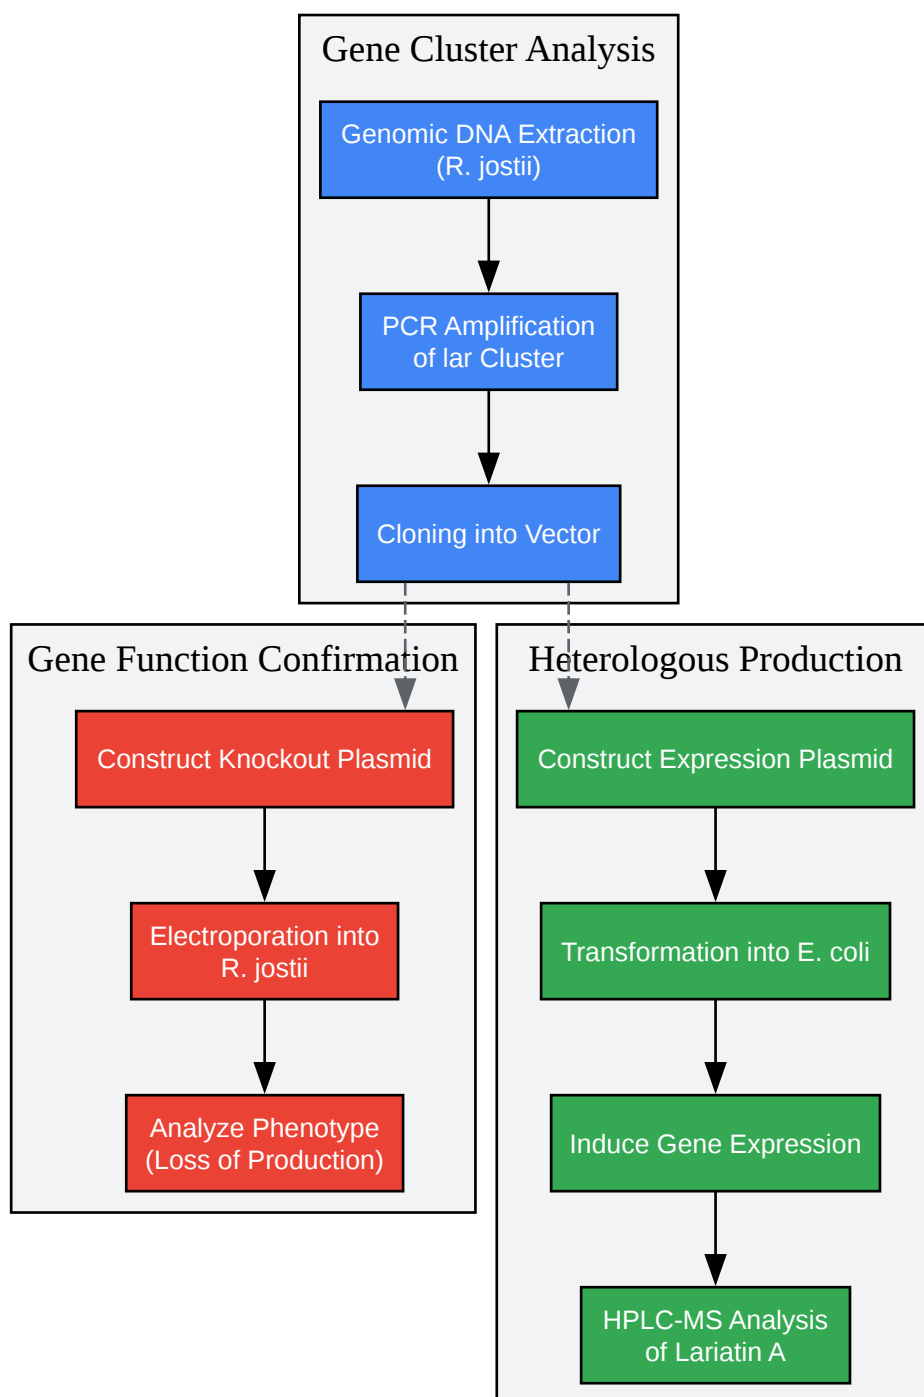 Gene Cluster Analysis
Genomic DNA Extraction
(R. jostii)
PCR Amplification
of lar Cluster
Cloning into Vector
Gene Function Confirmation
Construct Knockout Plasmid
Electroporation into
R. jostii
Analyze Phenotype
(Loss of Production)
Heterologous Production
Construct Expression Plasmid
Transformation into E. coli
Induce Gene Expression
HPLC-MS Analysis
of Lariatin A